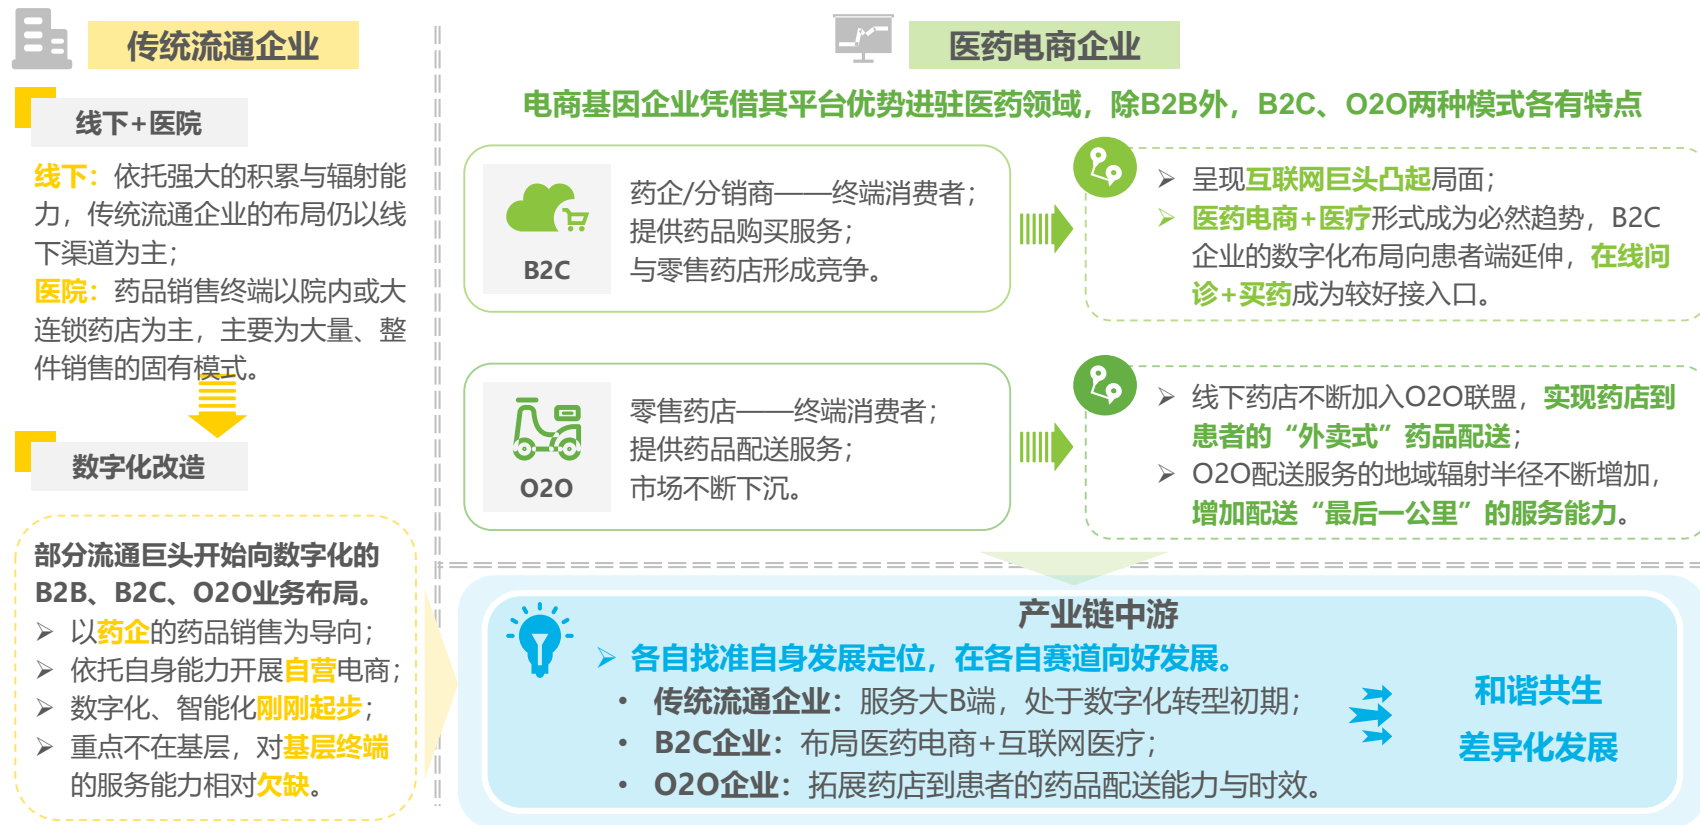 传统流通企业
线下+医院
线下：依托强大的积累与辐射能
力，传统流通企业的布局仍以线
下渠道为主；
医院：药品销售终端以院内或大
连锁药店为主，主要为大量、整
件销售的固有模式。
数字化改造
部分流通巨头开始向数字化的
B2B、B2C、O2O业务布局。
➢ 以药企的药品销售为导向；
➢ 依托自身能力开展自营电商；
➢ 数字化、智能化刚刚起步；
➢ 重点不在基层，对基层终端
的服务能力相对欠缺。
医药电商企业
电商基因企业凭借其平台优势进驻医药领域，除B2B外，B2C、O2O两种模式各有特点
B2C
药企/分销商——终端消费者；
提供药品购买服务；
与零售药店形成竞争。
➢ 呈现互联网巨头凸起局面；
➢ 医药电商+医疗形式成为必然趋势，B2C
企业的数字化布局向患者端延伸，在线问
诊+买药成为较好接入口。
O2O
零售药店——终端消费者；
提供药品配送服务；
市场不断下沉。
➢ 线下药店不断加入O2O联盟，实现药店到
患者的“外卖式”药品配送；
➢ O2O配送服务的地域辐射半径不断增加，
增加配送“最后一公里”的服务能力。
产业链中游
➢ 各自找准自身发展定位，在各自赛道向好发展。
• 传统流通企业：服务大B端，处于数字化转型初期；
• B2C企业：布局医药电商+互联网医疗；
• O2O企业：拓展药店到患者的药品配送能力与时效。
和谐共生
差异化发展